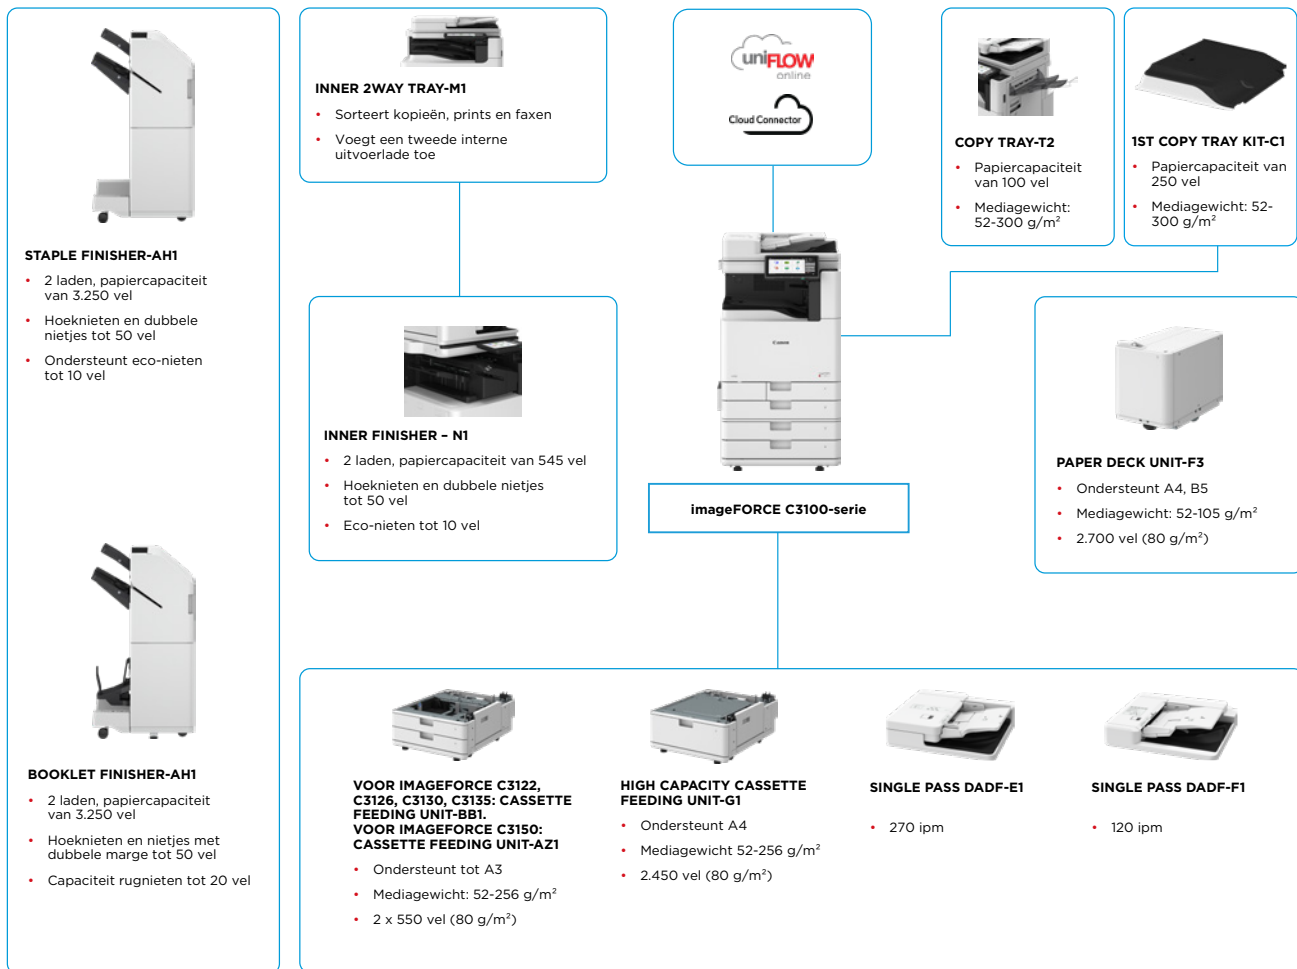 STAPLE FINISHER-AH1
• 2 laden, papiercapaciteit
van 3.250 vel
• Hoeknieten en dubbele
nietjes tot 50 vel
• Ondersteunt eco-nieten
tot 10 vel
BOOKLET FINISHER-AH1
• 2 laden, papiercapaciteit
van 3.250 vel
• Hoeknieten en nietjes met
dubbele marge tot 50 vel
• Capaciteit rugnieten tot 20 vel
INNER 2WAY TRAY-M1
• Sorteert kopieën, prints en faxen
• Voegt een tweede interne
uitvoerlade toe
INNER FINISHER – N1
• 2 laden, papiercapaciteit van 545 vel
• Hoeknieten en dubbele nietjes
tot 50 vel
• Eco-nieten tot 10 vel
uniFLOW
online
Cloud Connector
Canon
imageFORCE C3100-serie
COPY TRAY-T2
• Papiercapaciteit
van 100 vel
• Mediagewicht:
52-300 g/m²
1ST COPY TRAY KIT-C1
• Papiercapaciteit van
250 vel
• Mediagewicht: 52-
300 g/m²
PAPER DECK UNIT-F3
• Ondersteunt A4, B5
• Mediagewicht: 52-105 g/m²
• 2.700 vel (80 g/m²)
VOOR IMAGEFORCE C3122,
C3126, C3130, C3135: CASSETTE
FEEDING UNIT-BB1.
VOOR IMAGEFORCE C3150:
CASSETTE FEEDING UNIT-AZ1
• Ondersteunt tot A3
• Mediagewicht: 52-256 g/m²
• 2 x 550 vel (80 g/m²)
HIGH CAPACITY CASSETTE
FEEDING UNIT-G1
• Ondersteunt A4
• Mediagewicht 52-256 g/m²
• 2.450 vel (80 g/m²)
SINGLE PASS DADF-E1
• 270 ipm
SINGLE PASS DADF-F1
• 120 ipm